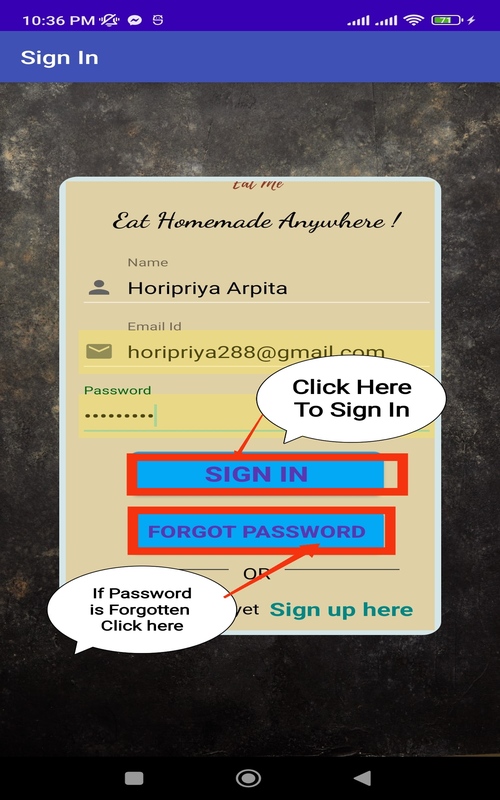 10:36 PM
71
Sign In
Eat Me
Eat Homemade Anywhere !
Name
Horipriya Arpita
Email Id
horipriya288@gmail.com
Password
Click Here
To Sign In
SIGN IN
FORGOT PASSWORD
OR
If Password
is Forgotten
Click here
yet Sign up here